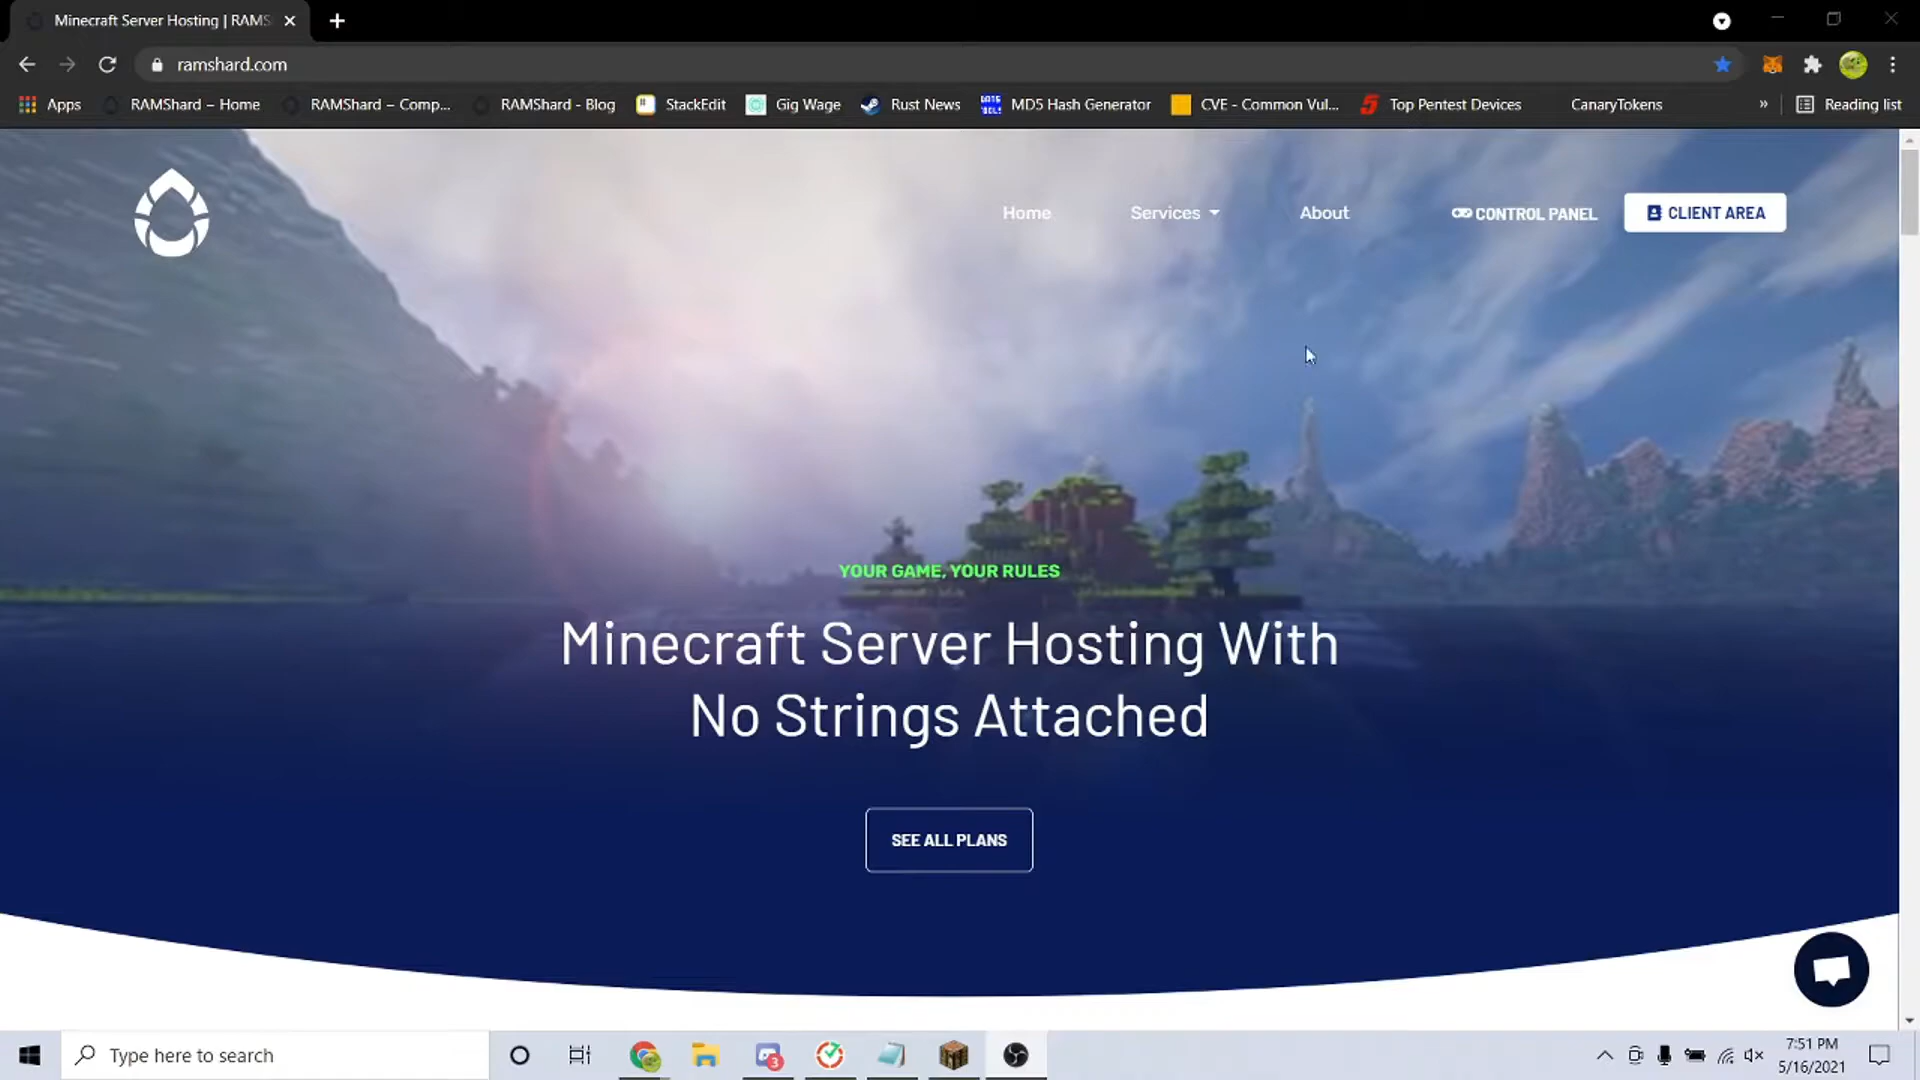 Minecraft Server Hosting | RAMS
ramshard.com
Apps
RAMShard – Home
RAMShard – Comp...
RAMShard - Blog
StackEdit
Gig Wage
Rust News
MD5 Hash Generator
CVE - Common Vul...
Top Pentest Devices
CanaryTokens
»
Reading list
Home
Services
About
CONTROL PANEL
CLIENT AREA
YOUR GAME, YOUR RULES
Minecraft Server Hosting With
No Strings Attached
SEE ALL PLANS
Type here to search
3
7:51 PM
5/16/2021